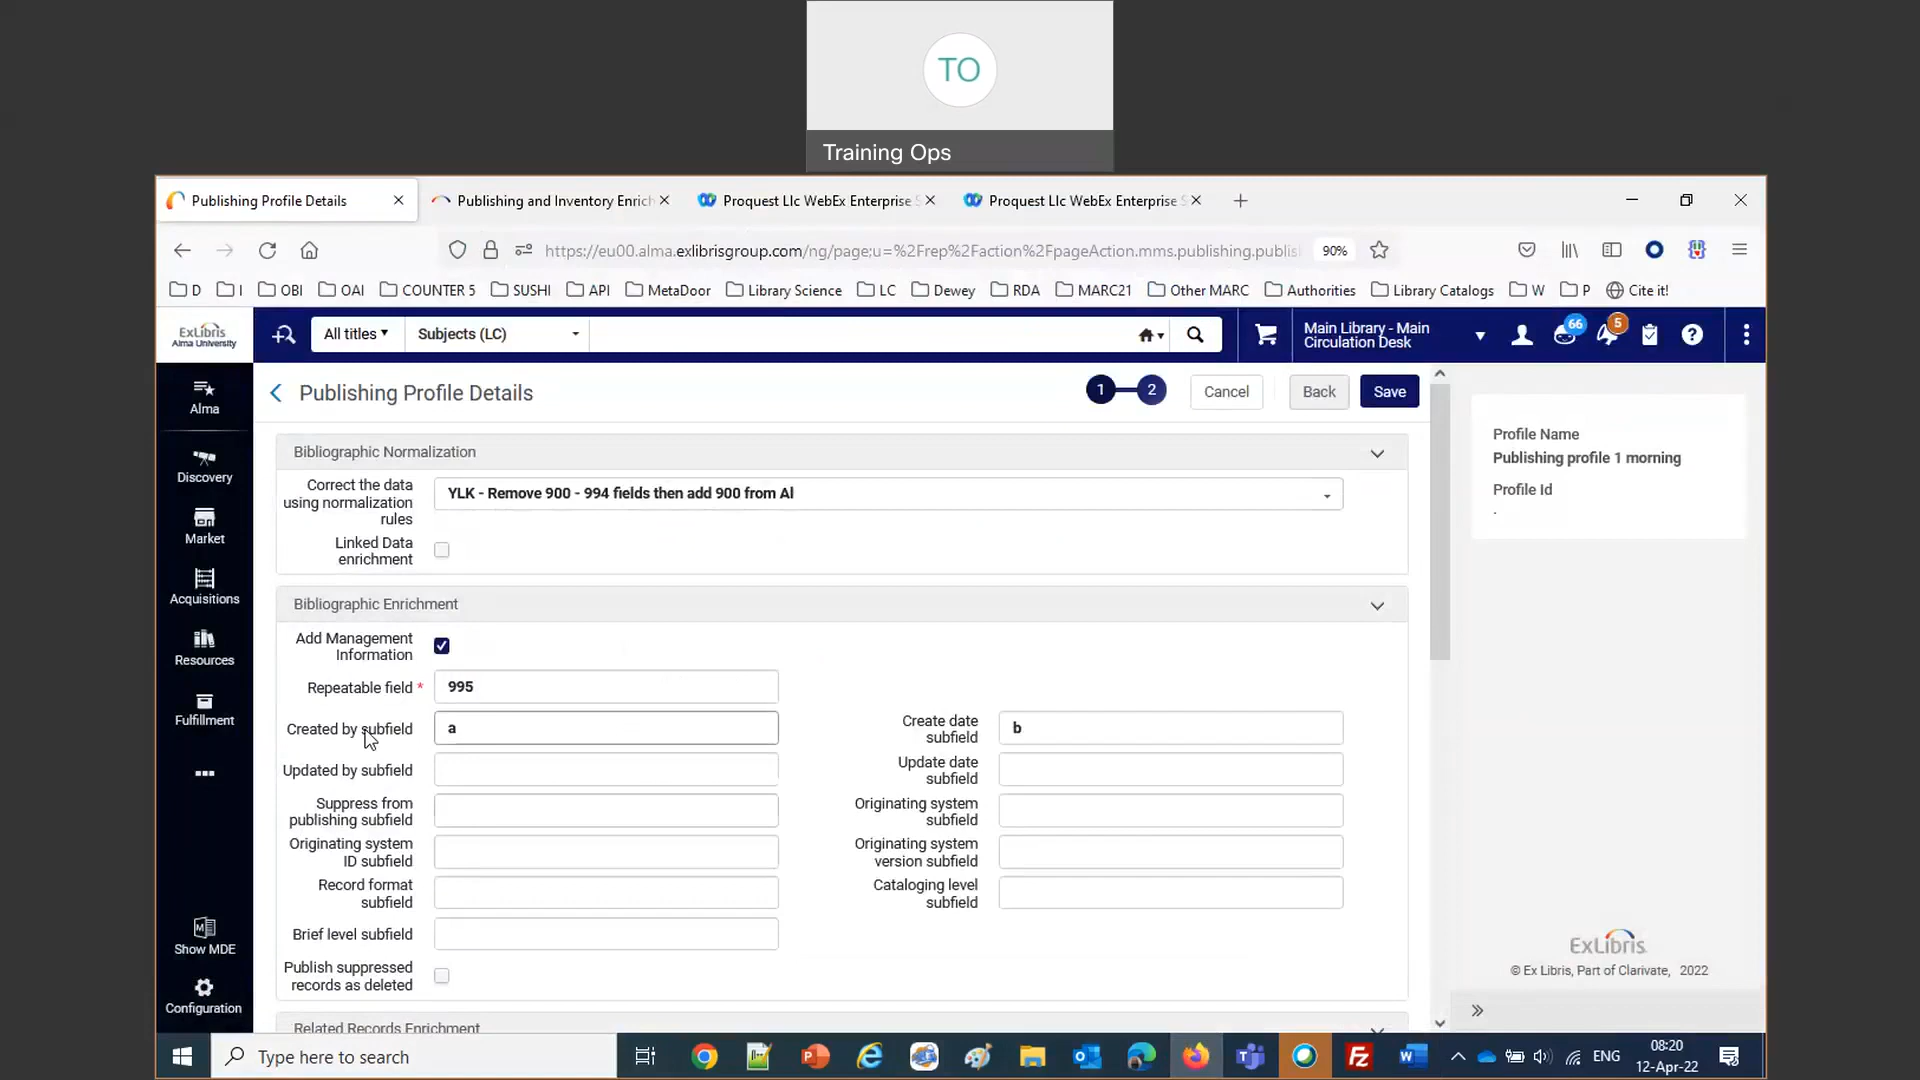 TO
Training Ops
Publishing Profile Details
Publishing and Inventory Enrich
Proquest Llc WebEx Enterprise S
Proquest Llc WebEx Enterprise S
https://eu00.alma.exlibrisgroup.com/ng/page;u=%2Frep%2Faction%2FpageAction.mms.publishing.publis
90%
D
I
OBI
OAI
COUNTER 5
SUSHI
API
MetaDoor
Library Science
LC
Dewey
RDA
MARC21
Other MARC
Authorities
Library Catalogs
W
P
Cite it!
ExLibris
Alma University
All titles
Subjects (LC)
Main Library - Main
Circulation Desk
66
5
Alma
Discovery
Market
Acquisitions
Resources
Fulfillment
Show MDE
Configuration
Publishing Profile Details
1
2
Cancel
Back
Save
Bibliographic Normalization
Correct the data
using normalization
rules
YLK - Remove 900 - 994 fields then add 900 from Al
Linked Data
enrichment
Bibliographic Enrichment
Add Management
Information
Repeatable field *
995
Created by subfield
a
Create date
subfield
b
Updated by subfield
Update date
subfield
Suppress from
publishing subfield
Originating system
subfield
Originating system
ID subfield
Originating system
version subfield
Record format
subfield
Cataloging level
subfield
Brief level subfield
Publish suppressed
records as deleted
Related Records Enrichment
Profile Name
Publishing profile 1 morning
Profile Id
.
ExLibris
© Ex Libris, Part of Clarivate, 2022
Type here to search
ENG
08:20
12-Apr-22